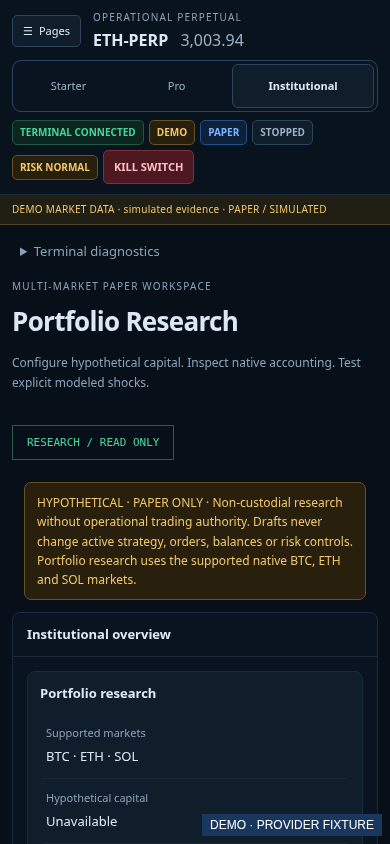 ☰ Pages
OPERATIONAL PERPETUAL
ETH-PERP 3,003.94
Starter Pro Institutional
TERMINAL CONNECTED DEMO PAPER STOPPED
RISK NORMAL KILL SWITCH
DEMO MARKET DATA · simulated evidence · PAPER / SIMULATED
▶ Terminal diagnostics
MULTI-MARKET PAPER WORKSPACE
Portfolio Research
Configure hypothetical capital. Inspect native accounting. Test
explicit modeled shocks.
RESEARCH / READ ONLY
HYPOTHETICAL · PAPER ONLY · Non-custodial research
without operational trading authority. Drafts never
change active strategy, orders, balances or risk controls.
Portfolio research uses the supported native BTC, ETH
and SOL markets.
Institutional overview
Portfolio research
Supported markets
BTC · ETH · SOL
Hypothetical capital
Unavailable
DEMO · PROVIDER FIXTURE